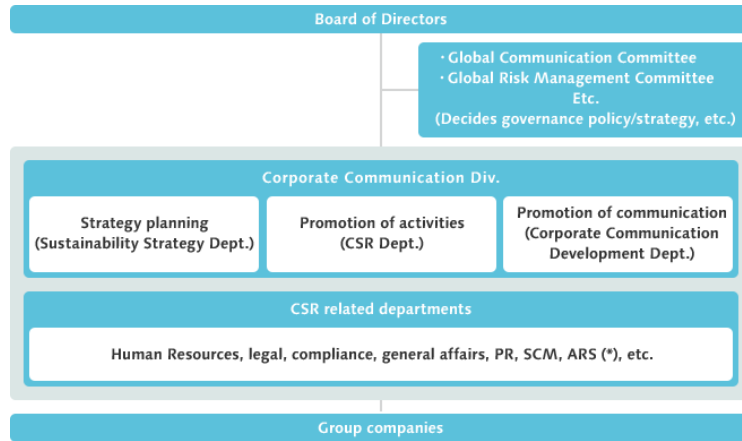 Board of Directors
・Global Communication Committee
・Global Risk Management Committee
Etc.
(Decides governance policy/strategy, etc.)
Corporate Communication Div.
Strategy planning
(Sustainability Strategy Dept.)
Promotion of activities
(CSR Dept.)
Promotion of communication
(Corporate Communication
Development Dept.)
CSR related departments
Human Resources, legal, compliance, general affairs, PR, SCM, ARS (*), etc.
Group companies